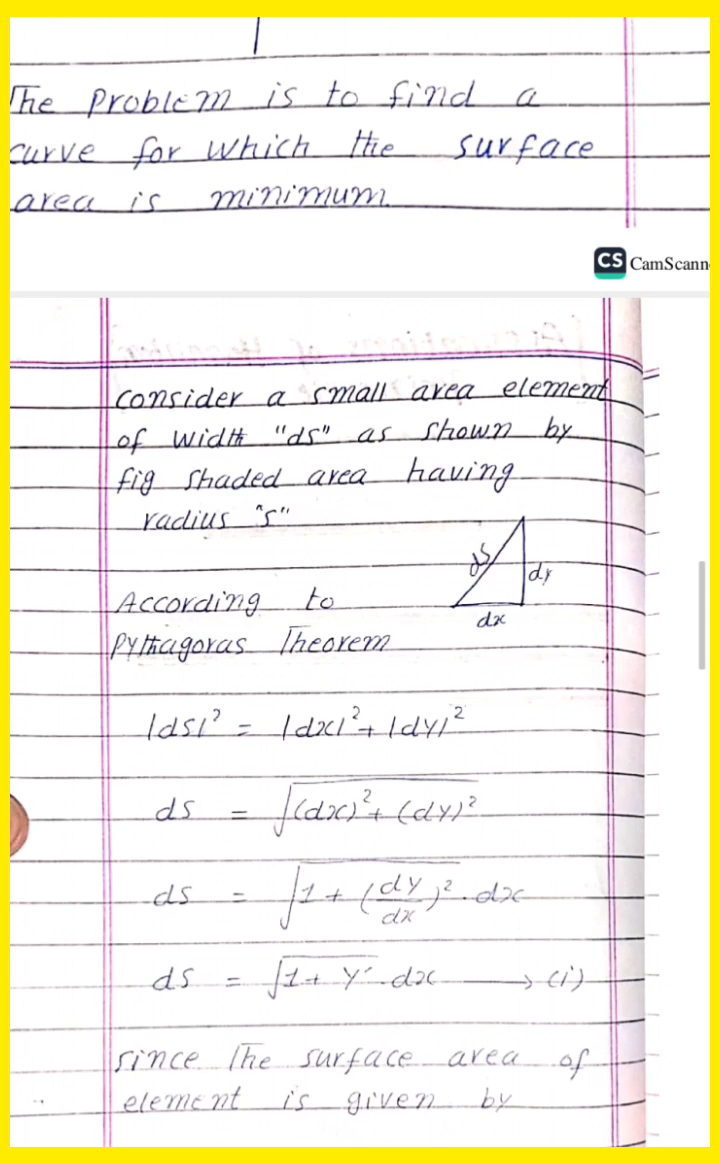 The problem is to find a
curve for which the surface
area is minimum.
CS CamScann
consider a small area element
of width "ds" as shown by
fig shaded area having
radius "s"
ds
dy
dx
According to
Pythagoras Theorem
|ds|² = |dx|² + |dy|²
ds = √(dx)² + (dy)²
ds = √1 + (dy/dx)² . dx
ds = √1 + y′ . dx → (i)
since The surface area of
element is given by